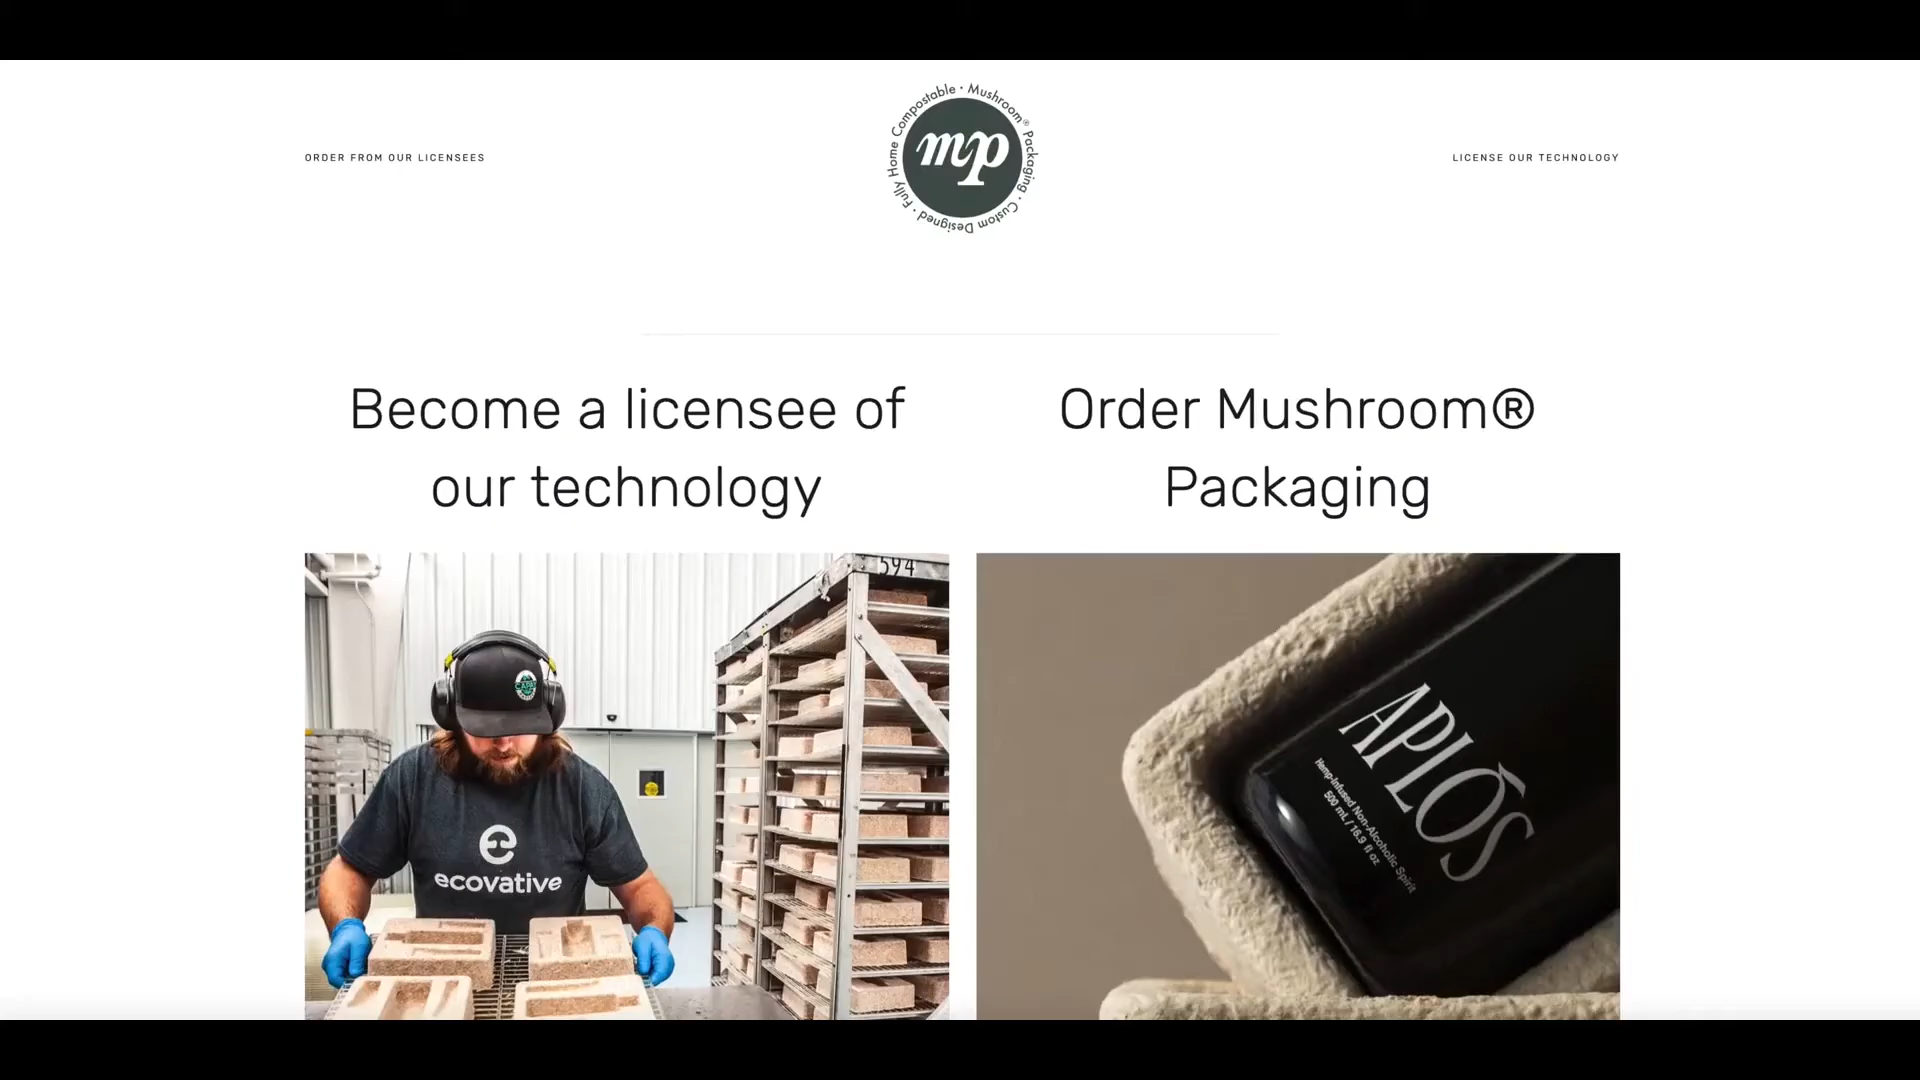 ORDER FROM OUR LICENSEES
Fully Home Compostable · Mushroom® Packaging · Custom Designed ·
mp
LICENSE OUR TECHNOLOGY
Become a licensee of
our technology
Order Mushroom®
Packaging
594
CAPAY
ecovative
APLÓS
Hemp-Infused Non-Alcoholic Spirit
500 mL / 16.9 fl oz